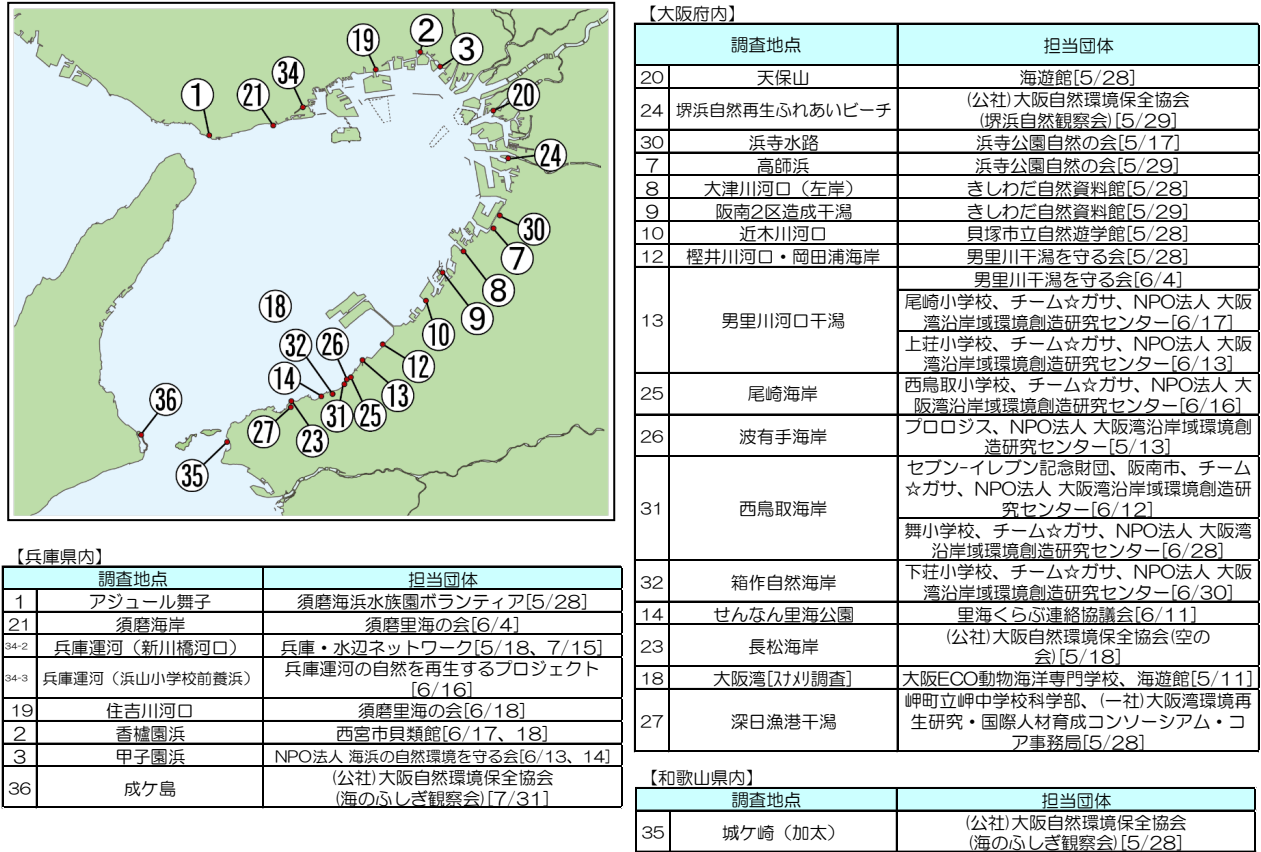 2
3
19
34
1
21
20
24
30
7
8
9
18
10
32
26
12
14
13
36
27
23
31
25
35
【兵庫県内】
調査地点 担当団体
1 アジュール舞子 須磨海浜水族園ボランティア[5/28]
21 須磨海岸 須磨里海の会[6/4]
34-2 兵庫運河（新川橋河口） 兵庫・水辺ネットワーク[5/18、7/15]
34-3 兵庫運河（浜山小学校前養浜） 兵庫運河の自然を再生するプロジェクト
[6/16]
19 住吉川河口 須磨里海の会[6/18]
2 香櫨園浜 西宮市貝類館[6/17、18]
3 甲子園浜 NPO法人 海浜の自然環境を守る会[6/13、14]
36 成ケ島 (公社)大阪自然環境保全協会
(海のふしぎ観察会)[7/31]
【大阪府内】
調査地点 担当団体
20 天保山 海遊館[5/28]
24 堺浜自然再生ふれあいビーチ (公社)大阪自然環境保全協会
(堺浜自然観察会)[5/29]
30 浜寺水路 浜寺公園自然の会[5/17]
7 高師浜 浜寺公園自然の会[5/29]
8 大津川河口（左岸） きしわだ自然資料館[5/28]
9 阪南2区造成干潟 きしわだ自然資料館[5/29]
10 近木川河口 貝塚市立自然遊学館[5/28]
12 樫井川河口・岡田浦海岸 男里川干潟を守る会[5/28]
13 男里川河口干潟 男里川干潟を守る会[6/4]
尾崎小学校、チーム☆ガサ、NPO法人 大阪
湾沿岸域環境創造研究センター[6/17]
上荘小学校、チーム☆ガサ、NPO法人 大阪
湾沿岸域環境創造研究センター[6/13]
25 尾崎海岸 西鳥取小学校、チーム☆ガサ、NPO法人 大
阪湾沿岸域環境創造研究センター[6/16]
26 波有手海岸 プロロジス、NPO法人 大阪湾沿岸域環境創
造研究センター[5/13]
31 西鳥取海岸 セブン-イレブン記念財団、阪南市、チーム
☆ガサ、NPO法人 大阪湾沿岸域環境創造研
究センター[6/12]
舞小学校、チーム☆ガサ、NPO法人 大阪湾
沿岸域環境創造研究センター[6/28]
32 箱作自然海岸 下荘小学校、チーム☆ガサ、NPO法人 大阪
湾沿岸域環境創造研究センター[6/30]
14 せんなん里海公園 里海くらぶ連絡協議会[6/11]
23 長松海岸 (公社)大阪自然環境保全協会(空の
会)[5/18]
18 大阪湾[ｽﾅﾒﾘ調査] 大阪ECO動物海洋専門学校、海遊館[5/11]
27 深日漁港干潟 岬町立岬中学校科学部、(一社)大阪湾環境再
生研究・国際人材育成コンソーシアム・コ
ア事務局[5/28]
【和歌山県内】
調査地点 担当団体
35 城ケ崎（加太） (公社)大阪自然環境保全協会
(海のふしぎ観察会)[5/28]